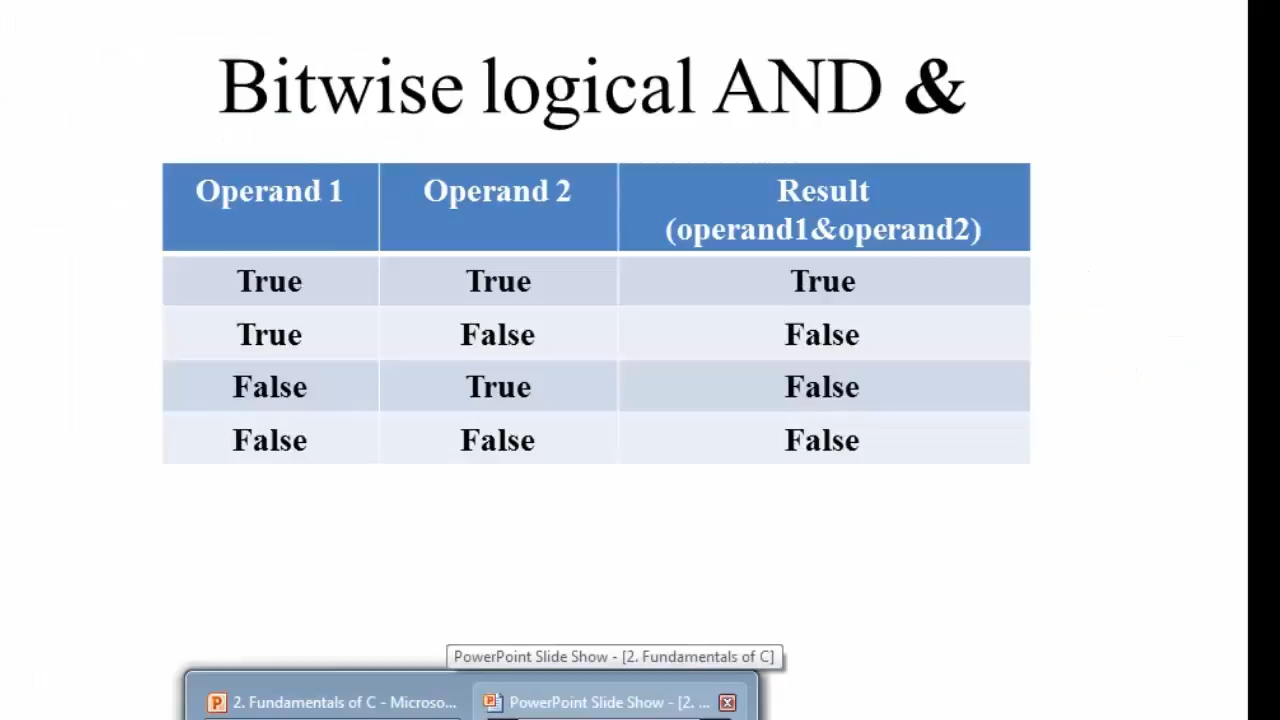 Bitwise logical AND &
Operand 1 Operand 2 Result
(operand1&operand2)
True True True
True False False
False True False
False False False
PowerPoint Slide Show - [2. Fundamentals of C]
2. Fundamentals of C - Microso... PowerPoint Slide Show - [2. ...